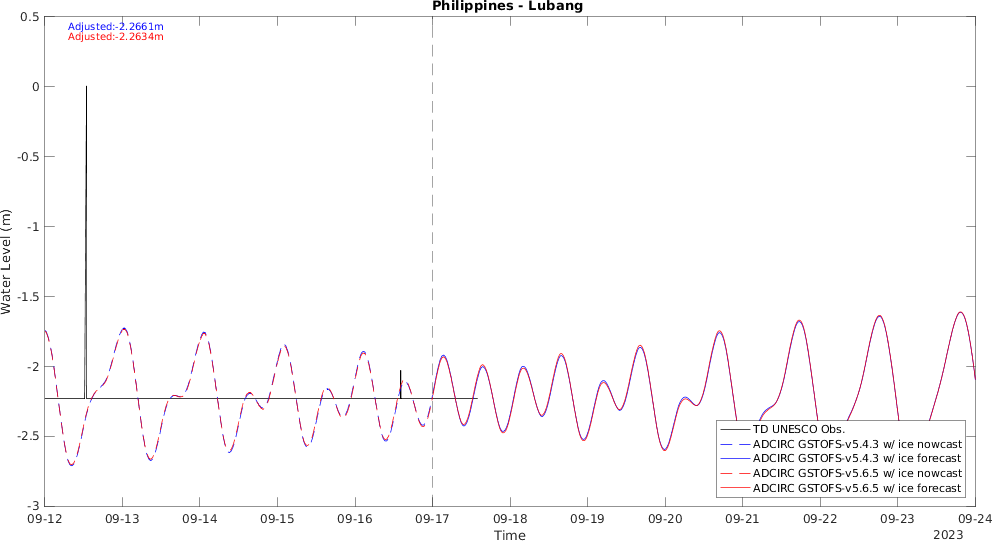 Philippines - Lubang
Adjusted:-2.2661m
Adjusted:-2.2634m
0.5
0
-0.5
-1
-1.5
-2
-2.5
-3
Water Level (m)
TD UNESCO Obs.
ADCIRC GSTOFS-v5.4.3 w/ ice nowcast
ADCIRC GSTOFS-v5.4.3 w/ ice forecast
ADCIRC GSTOFS-v5.6.5 w/ ice nowcast
ADCIRC GSTOFS-v5.6.5 w/ ice forecast
09-12 09-13 09-14 09-15 09-16 09-17 09-18 09-19 09-20 09-21 09-22 09-23 09-24
Time
2023